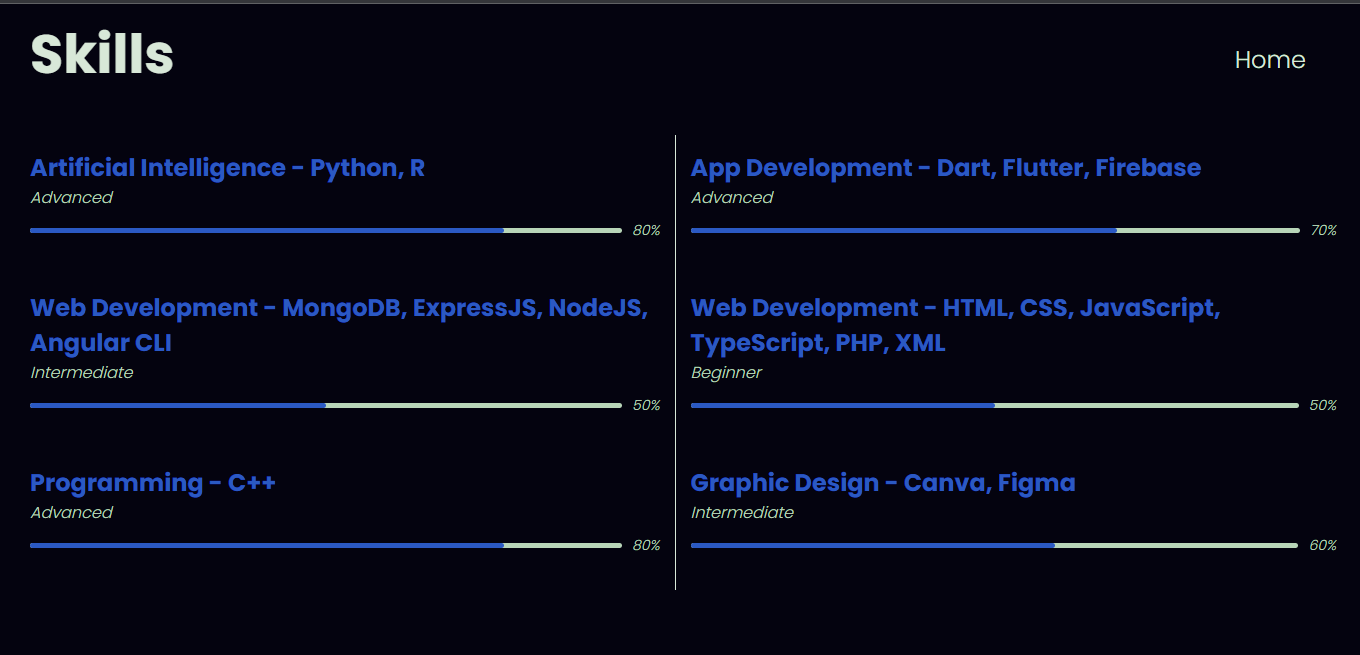 Skills
Home
Artificial Intelligence - Python, R
Advanced
80%
Web Development - MongoDB, ExpressJS, NodeJS,
Angular CLI
Intermediate
50%
Programming - C++
Advanced
80%
App Development - Dart, Flutter, Firebase
Advanced
70%
Web Development - HTML, CSS, JavaScript,
TypeScript, PHP, XML
Beginner
50%
Graphic Design - Canva, Figma
Intermediate
60%